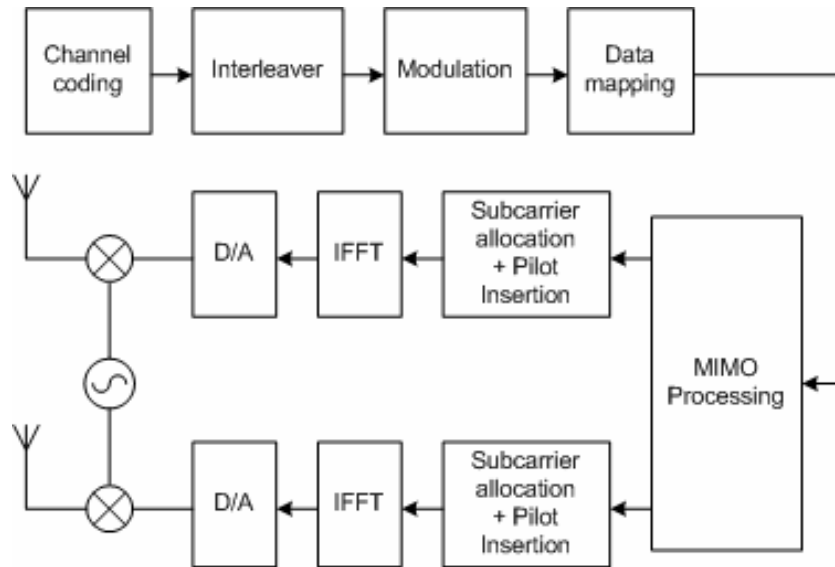 Channel
coding
Interleaver
Modulation
Data
mapping
D/A
IFFT
Subcarrier
allocation
+ Pilot
Insertion
MIMO
Processing
D/A
IFFT
Subcarrier
allocation
+ Pilot
Insertion